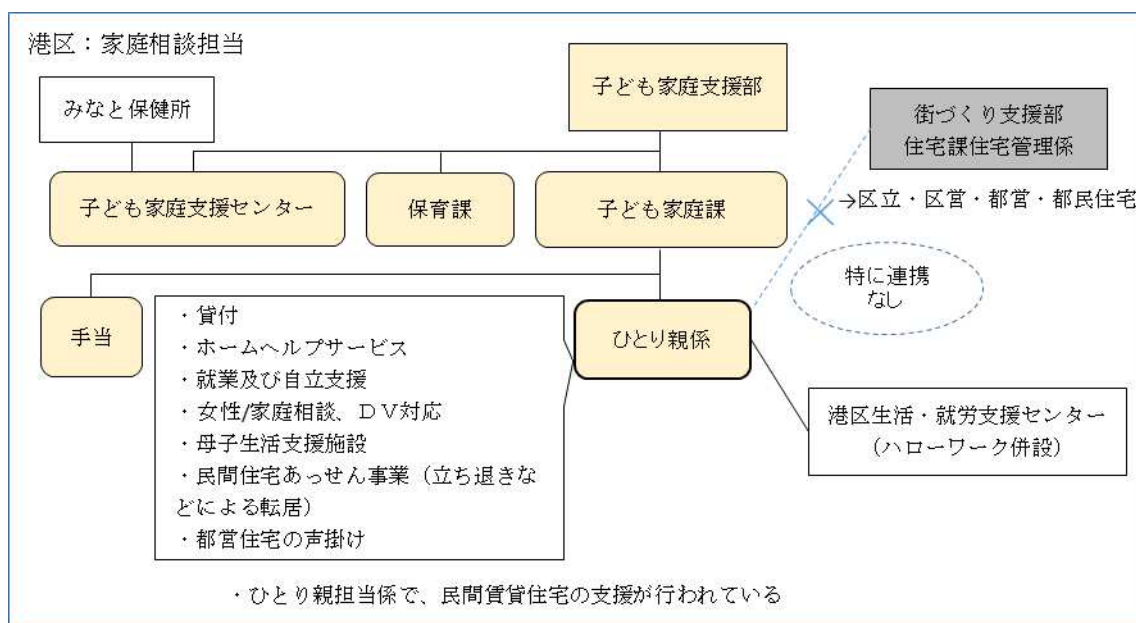 港区：家庭相談担当
みなと保健所
子ども家庭支援部
街づくり支援部
住宅課住宅管理係
子ども家庭支援センター
保育課
子ども家庭課
→区立・区営・都営・都民住宅
特に連携
なし
手当
・貸付
・ホームヘルプサービス
・就業及び自立支援
・女性/家庭相談、ＤＶ対応
・母子生活支援施設
・民間住宅あっせん事業（立ち退きな
どによる転居）
・都営住宅の声掛け
ひとり親係
港区生活・就労支援センター
（ハローワーク併設）
・ひとり親担当係で、民間賃貸住宅の支援が行われている